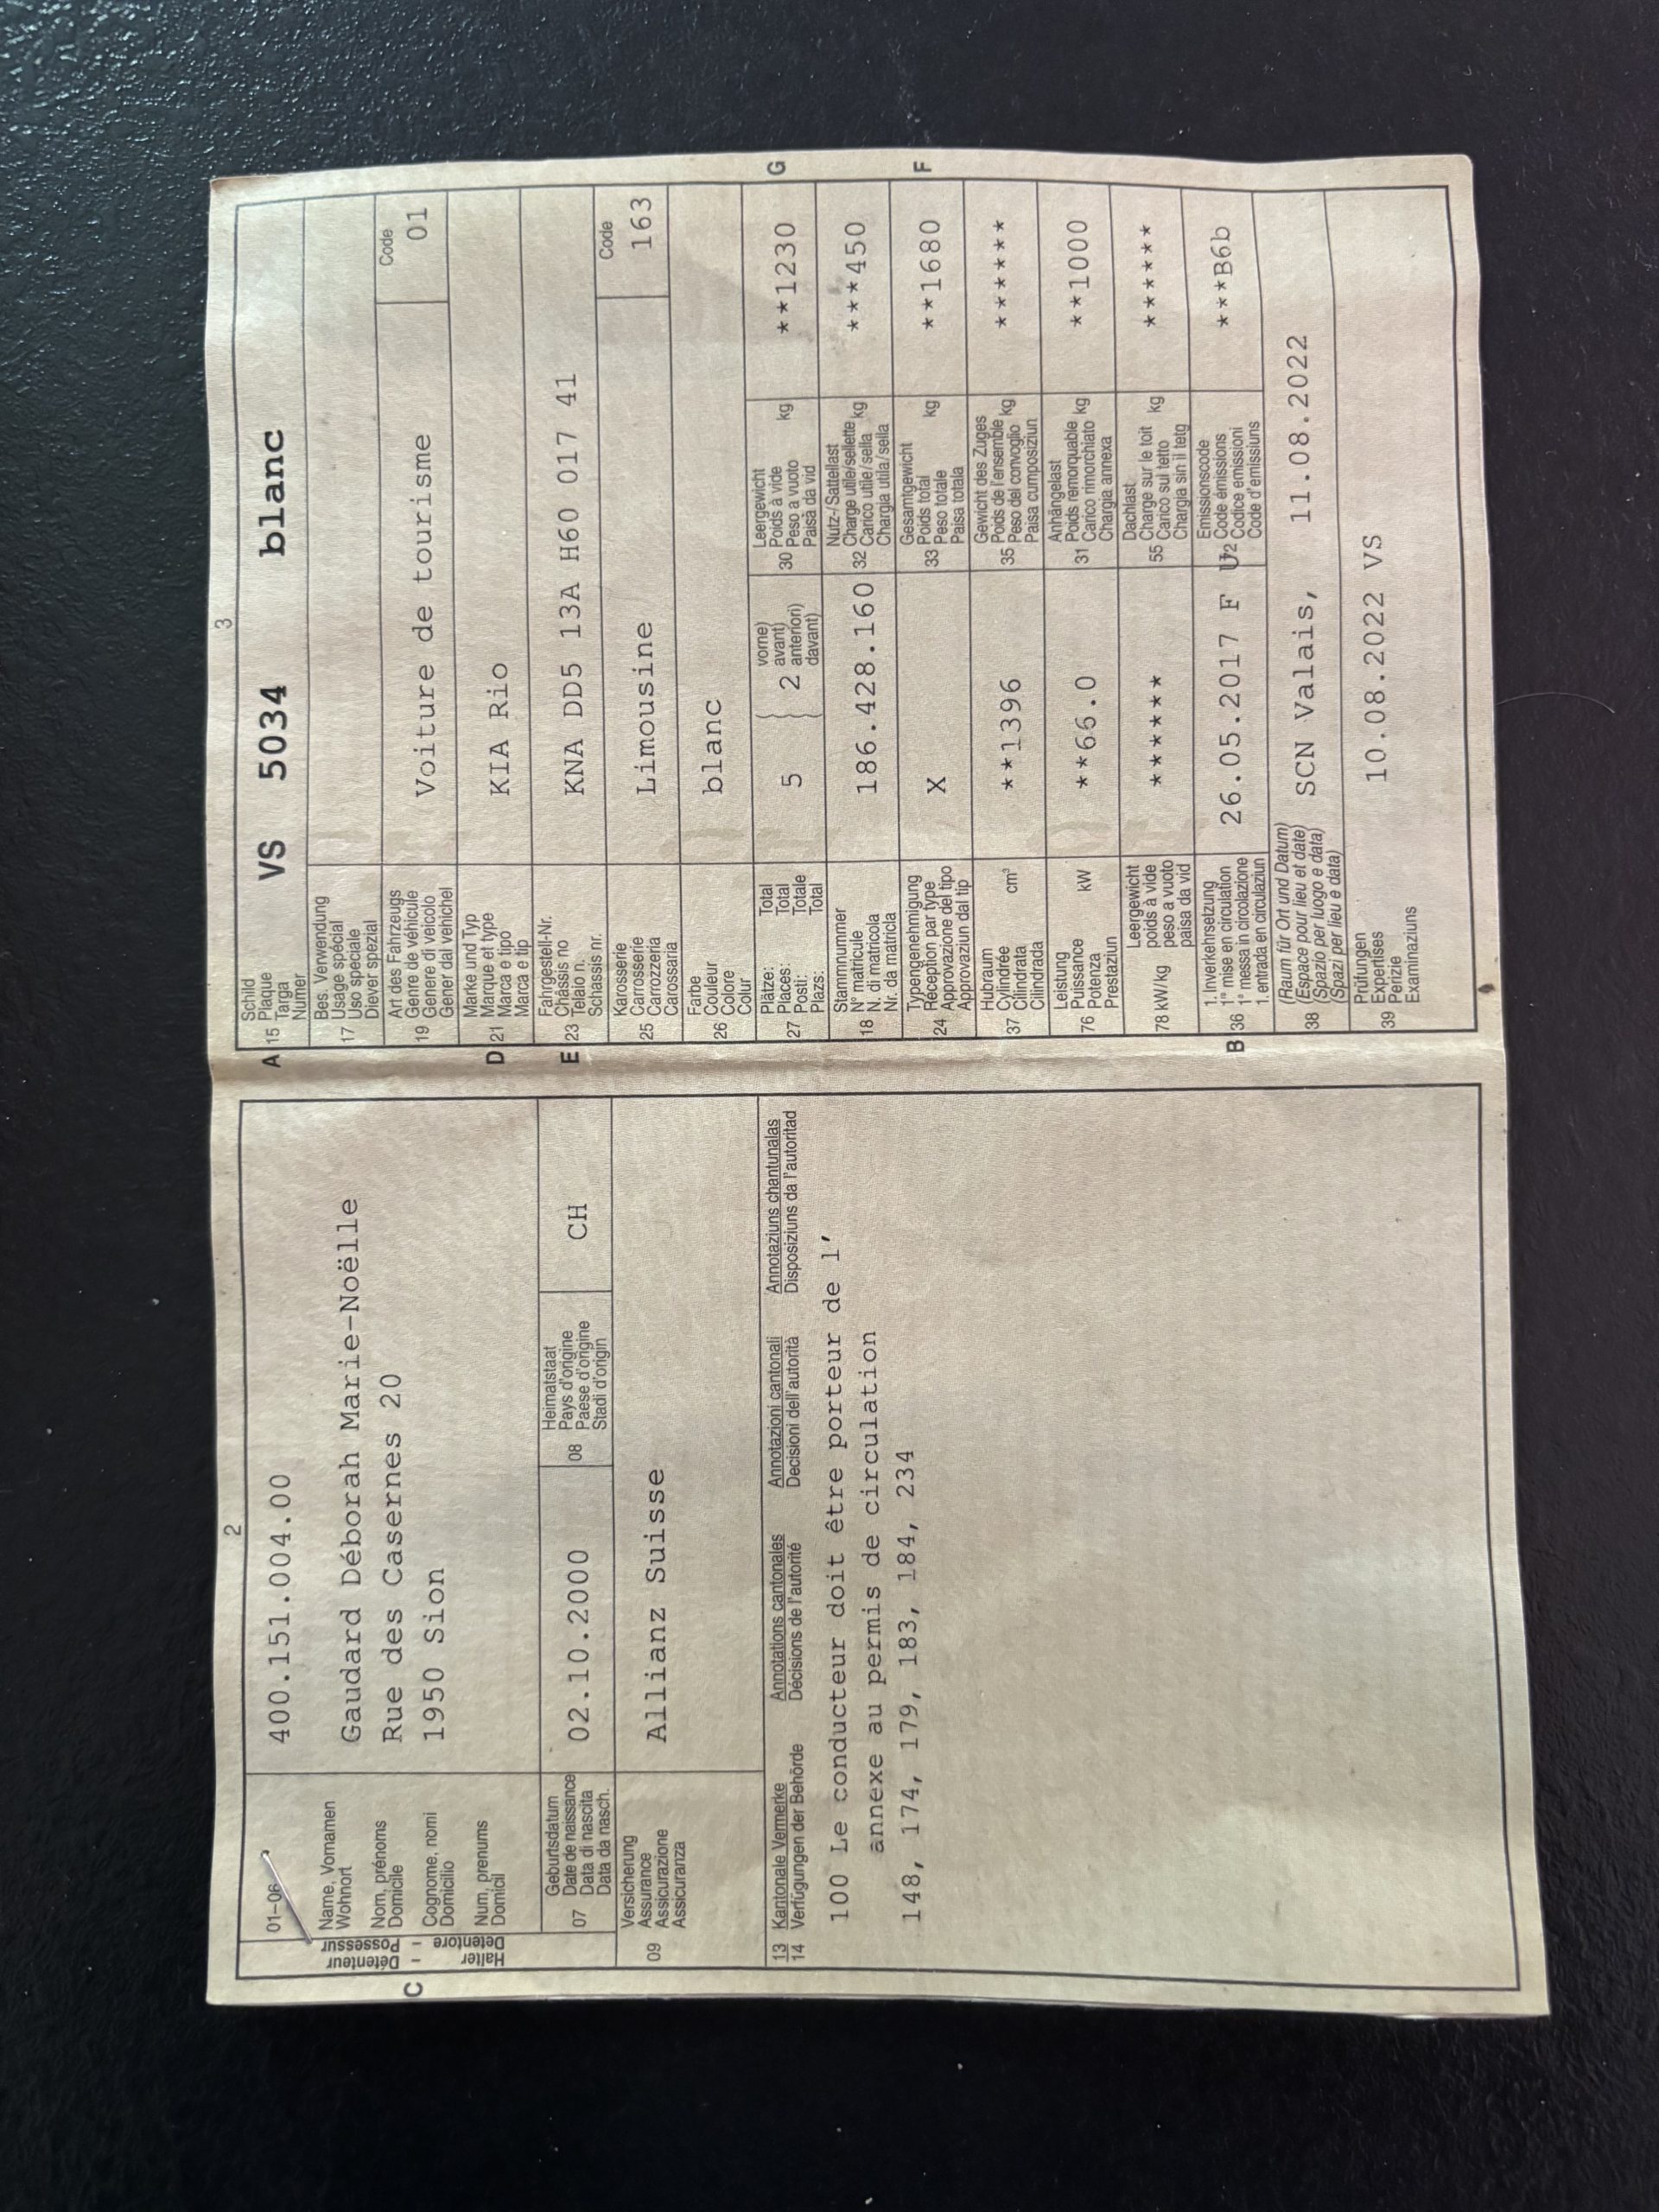 2
01–06
400.151.004.00
C
Halter – Détenteur
Detentore – Possessur
Name, Vornamen
Wohnort
Nom, prénoms
Domicile
Cognome, nomi
Domicilio
Num, prenums
Domicil
Gaudard Déborah Marie-Noëlle
Rue des Casernes 20
1950 Sion
07
Geburtsdatum
Date de naissance
Data di nascita
Data da nasch.
02.10.2000
08
Heimatstaat
Pays d'origine
Paese d'origine
Stadi d'origin
CH
09
Versicherung
Assurance
Assicurazione
Assicuranza
Allianz Suisse
13 Kantonale Vermerke Annotations cantonales Annotazioni cantonali Annotaziuns chantunalas
14 Verfügungen der Behörde Décisions de l'autorité Decisioni dell'autorità Disposiziuns da l'autoritad
100 Le conducteur doit être porteur de l'
annexe au permis de circulation
148, 174, 179, 183, 184, 234
3
A
15
Schild
Plaque
Targa
Numer
VS 5034 blanc
17
Bes. Verwendung
Usage spécial
Uso speciale
Diever spezial
19
Art des Fahrzeugs
Genre de véhicule
Genere di veicolo
Gener dal vehichel
Voiture de tourisme
Code
01
D
21
Marke und Typ
Marque et type
Marca e tipo
Marca e tip
KIA Rio
E
23
Fahrgestell-Nr.
Châssis no
Telaio n.
Schassis nr.
KNA DD5 13A H60 017 41
25
Karosserie
Carrosserie
Carrozzeria
Carossaria
Limousine
Code
163
26
Farbe
Couleur
Colore
Colur
blanc
27
Plätze: Total
Places: Total
Posti: Totale
Plazs: Total
5 { 2
vorne)
avant)
anteriori)
davant)
30
Leergewicht
Poids à vide
Peso a vuoto
Paisa da vid
kg
**1230
G
18
Stammnummer
N° matricule
N. di matricola
Nr. da matricla
186.428.160
32
Nutz-/Sattellast
Charge utile/sellette
Carico utile/sella
Chargia utila/sella
kg
***450
24
Typengenehmigung
Réception par type
Approvazione del tipo
Approvaziun dal tip
X
33
Gesamtgewicht
Poids total
Peso totale
Paisa totala
kg
**1680
F
37
Hubraum
Cylindrée
Cilindrata
Cilindrada
cm³
**1396
35
Gewicht des Zuges
Poids de l'ensemble
Peso del convoglio
Paisa cumposiziun
kg
******
76
Leistung
Puissance
Potenza
Prestaziun
kW
**66.0
31
Anhängelast
Poids remorquable
Carico rimorchiato
Chargia annexa
kg
**1000
78 kW/kg
Leergewicht
poids à vide
peso a vuoto
paisa da vid
******
55
Dachlast
Charge sur le toit
Carico sul tetto
Chargia sin il tetg
kg
******
B
36
1. Inverkehrsetzung
1re mise en circulation
1a messa in circolazione
1. entrada en circulaziun
26.05.2017 F U
72
Emissionscode
Code émissions
Codice emissioni
Code d'emissiuns
***B6b
38
(Raum für Ort und Datum)
(Espace pour lieu et date)
(Spazio per luogo e data)
(Spazi per lieu e data)
SCN Valais, 11.08.2022
39
Prüfungen
Expertises
Perizie
Examinaziuns
10.08.2022 VS